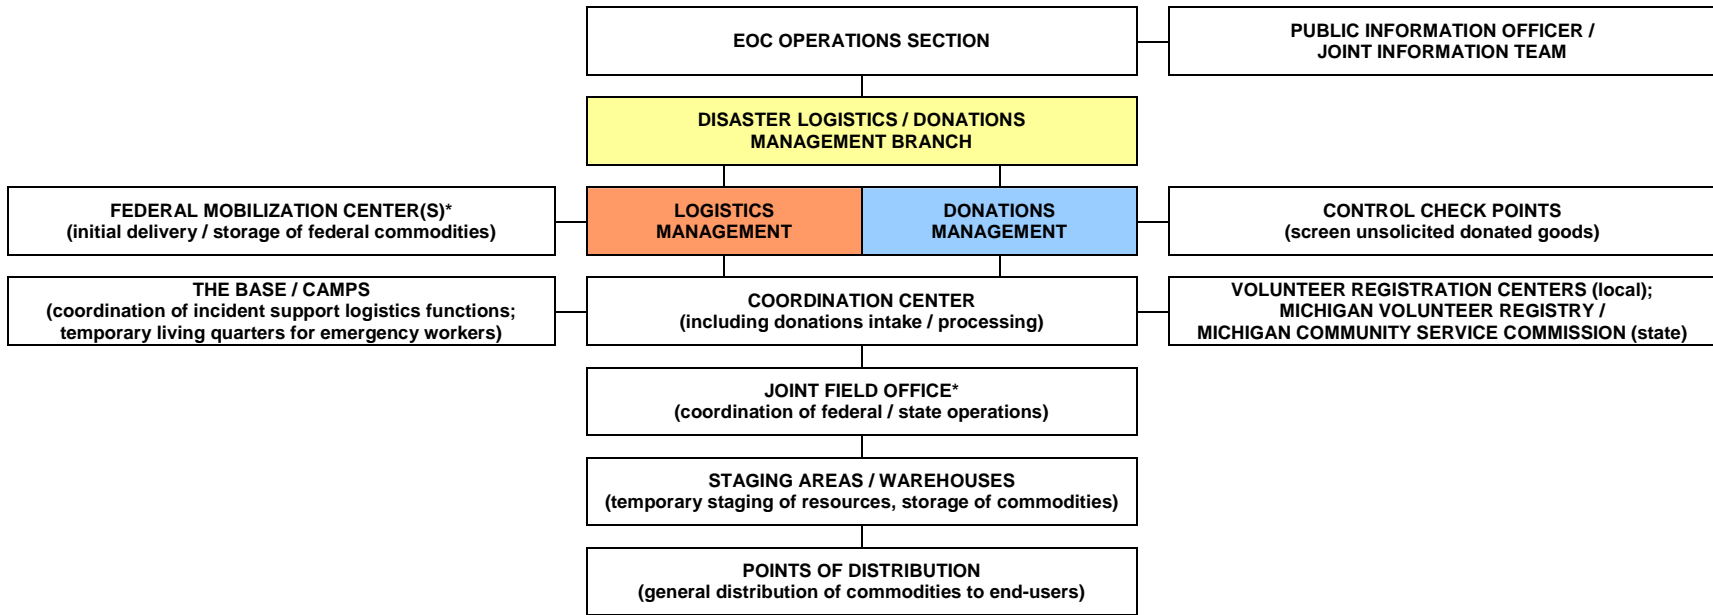 EOC OPERATIONS SECTION
PUBLIC INFORMATION OFFICER /
JOINT INFORMATION TEAM
DISASTER LOGISTICS / DONATIONS
MANAGEMENT BRANCH
FEDERAL MOBILIZATION CENTER(S)*
(initial delivery / storage of federal commodities)
LOGISTICS
MANAGEMENT
DONATIONS
MANAGEMENT
CONTROL CHECK POINTS
(screen unsolicited donated goods)
THE BASE / CAMPS
(coordination of incident support logistics functions;
temporary living quarters for emergency workers)
COORDINATION CENTER
(including donations intake / processing)
VOLUNTEER REGISTRATION CENTERS (local);
MICHIGAN VOLUNTEER REGISTRY /
MICHIGAN COMMUNITY SERVICE COMMISSION (state)
JOINT FIELD OFFICE*
(coordination of federal / state operations)
STAGING AREAS / WAREHOUSES
(temporary staging of resources, storage of commodities)
POINTS OF DISTRIBUTION
(general distribution of commodities to end-users)